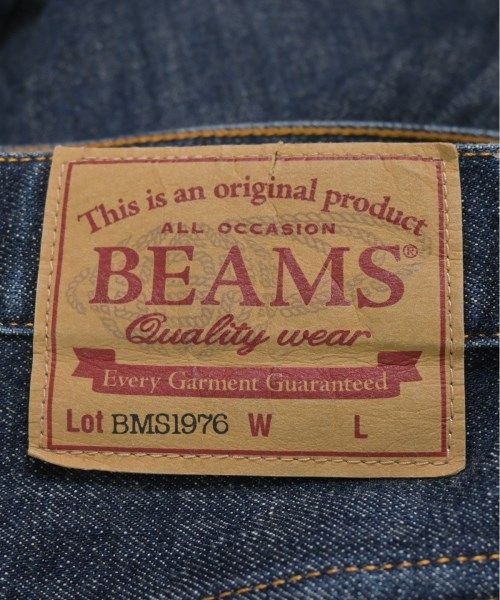 This is an original product
ALL OCCASION
BEAMS®
Quality wear
Every Garment Guaranteed
Lot BMS1976 W L